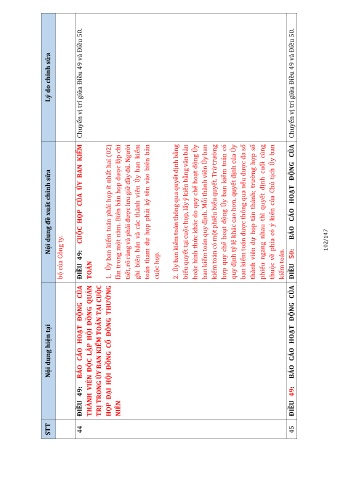 STT
Nội dung hiện tại
Nội dung đề xuất chỉnh sửa
Lý do chỉnh sửa
bộ của Công ty.
44
ĐIỀU 49: BÁO CÁO HOẠT ĐỘNG CỦA
THÀNH VIÊN ĐỘC LẬP HỘI ĐỒNG QUẢN
TRỊ TRONG ỦY BAN KIỂM TOÁN TẠI CUỘC
HỌP ĐẠI HỘI ĐỒNG CỔ ĐÔNG THƯỜNG
NIÊN
ĐIỀU 49: CUỘC HỌP CỦA ỦY BAN KIỂM
TOÁN
1. Ủy ban kiểm toán phải họp ít nhất hai (02)
lần trong một năm. Biên bản họp được lập chi
tiết, rõ ràng và phải được lưu giữ đầy đủ. Người
ghi biên bản và các thành viên Ủy ban kiểm
toán tham dự họp phải ký tên vào biên bản
cuộc họp.
2. Ủy ban kiểm toán thông qua quyết định bằng
biểu quyết tại cuộc họp, lấy ý kiến bằng văn bản
hoặc hình thức khác do quy chế hoạt động Ủy
ban kiểm toán quy định. Mỗi thành viên Ủy ban
kiểm toán có một phiếu biểu quyết. Trừ trường
hợp quy chế hoạt động Ủy ban kiểm toán có
quy định tỷ lệ khác cao hơn, quyết định của Ủy
ban kiểm toán được thông qua nếu được đa số
thành viên dự họp tán thành; trường hợp số
phiếu ngang nhau thì quyết định cuối cùng
thuộc về phía có ý kiến của Chủ tịch Ủy ban
kiểm toán.
Chuyển vị trí giữa Điều 49 và Điều 50.
45
ĐIỀU 49: BÁO CÁO HOẠT ĐỘNG CỦA
ĐIỀU 50: BÁO CÁO HOẠT ĐỘNG CỦA
Chuyển vị trí giữa Điều 49 và Điều 50.
102/147